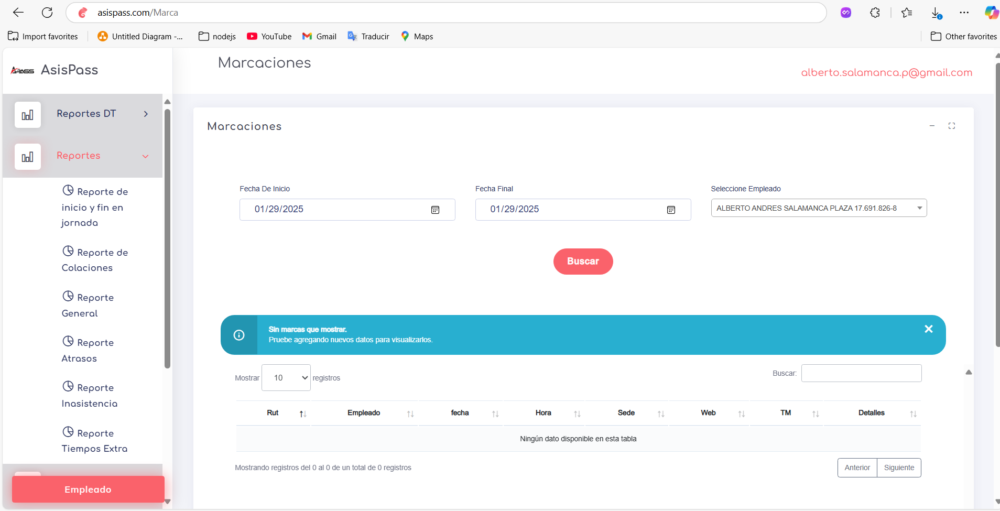 asispass.com/Marca
Import favorites
Untitled Diagram -...
nodejs
YouTube
Gmail
Traducir
Maps
Other favorites
APASS AsisPass
Marcaciones
alberto.salamanca.p@gmail.com
Reportes DT
Reportes
Reporte de
inicio y fin en
jornada
Reporte de
Colaciones
Reporte
General
Reporte
Atrasos
Reporte
Inasistencia
Reporte
Tiempos Extra
Empleado
Marcaciones
Fecha De Inicio
Fecha Final
Seleccione Empleado
01/29/2025
01/29/2025
ALBERTO ANDRES SALAMANCA PLAZA 17.691.826-8
Buscar
Sin marcas que mostrar.
Pruebe agregando nuevos datos para visualizarlos.
Mostrar 10 registros
Buscar:
Rut
Empleado
fecha
Hora
Sede
Web
TM
Detalles
Ningún dato disponible en esta tabla
Mostrando registros del 0 al 0 de un total de 0 registros
Anterior
Siguiente